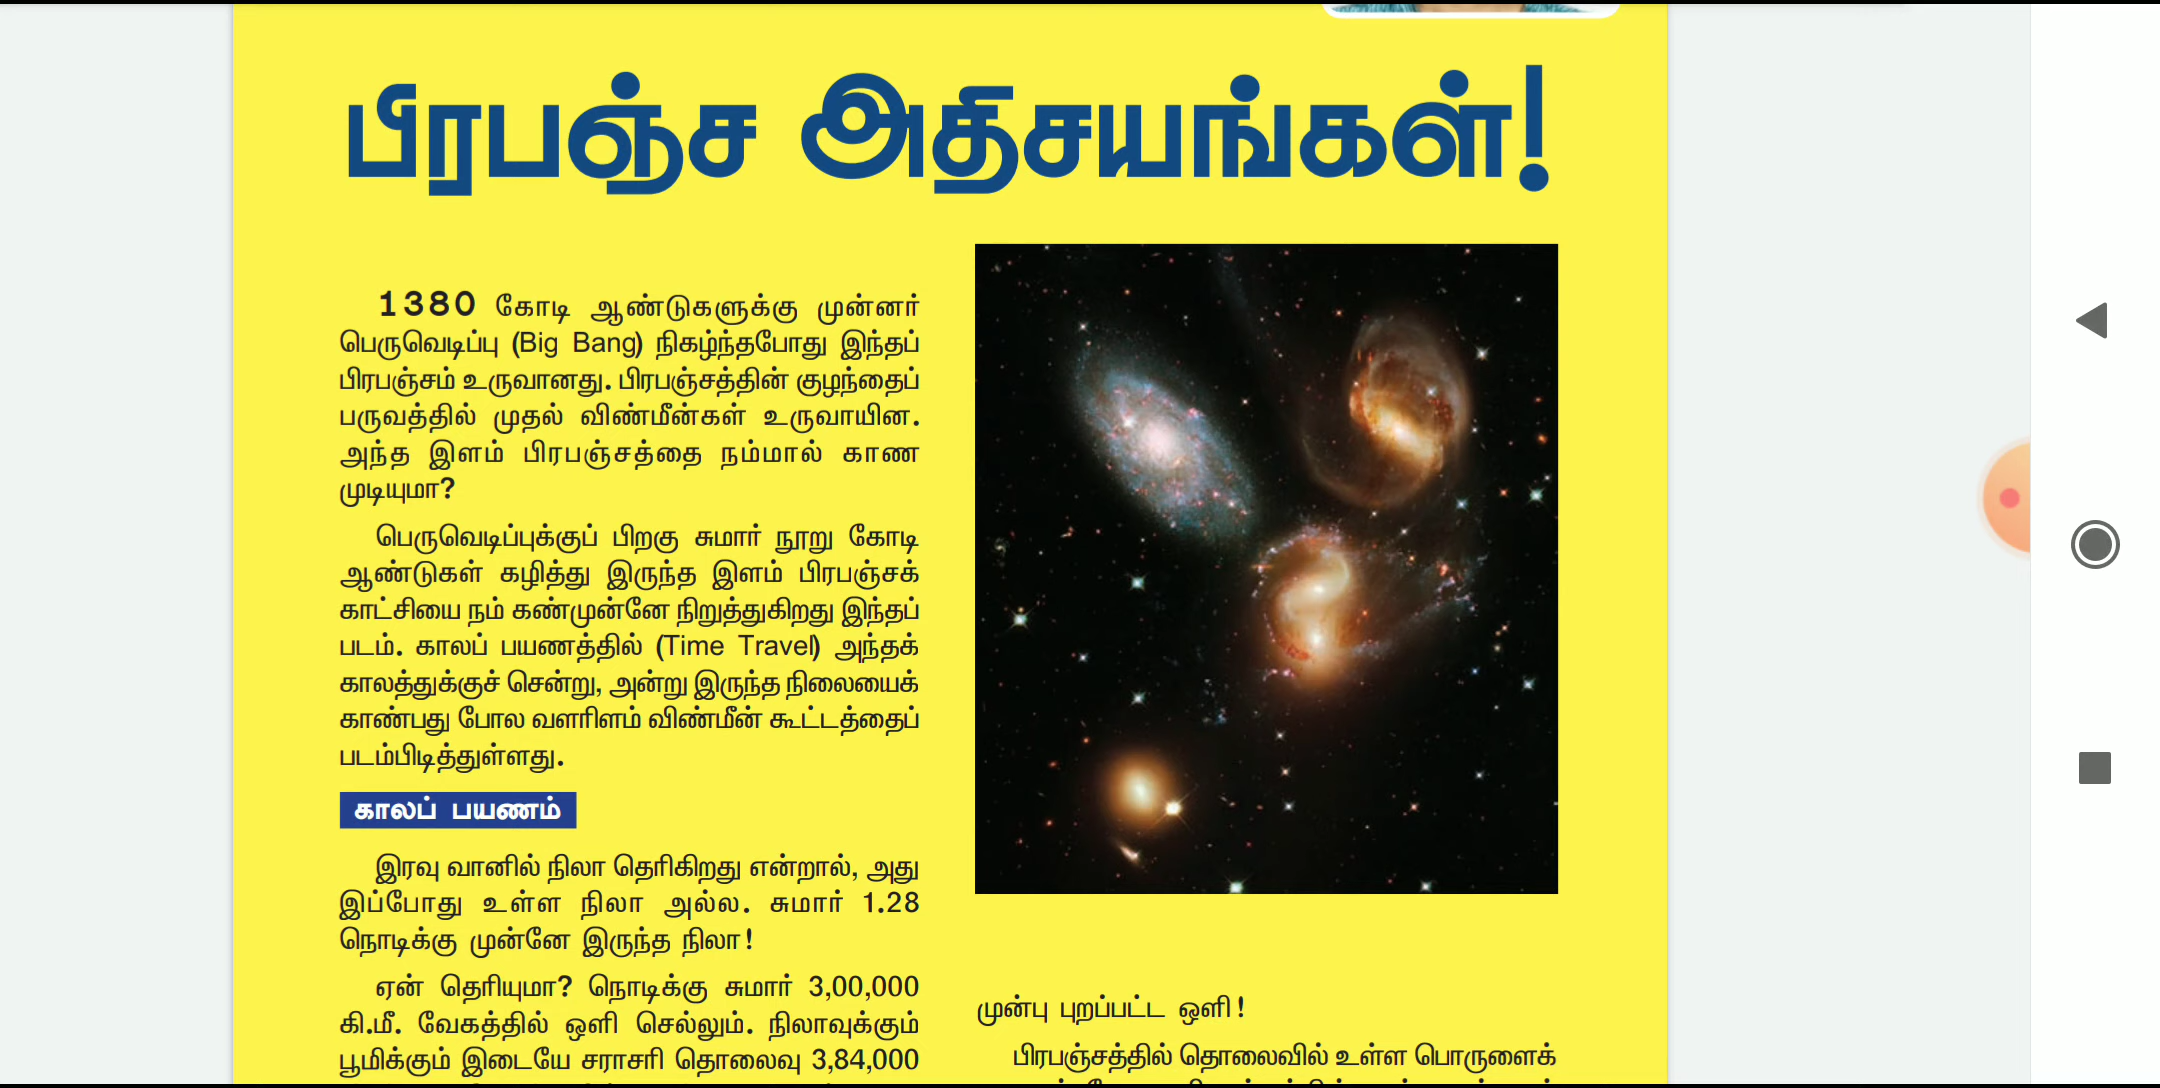 பிரபஞ்ச அதிசயங்கள்!
1380 கோடி ஆண்டுகளுக்கு முன்னர்
பெருவெடிப்பு (Big Bang) நிகழ்ந்தபோது இந்தப்
பிரபஞ்சம் உருவானது. பிரபஞ்சத்தின் குழந்தைப்
பருவத்தில் முதல் விண்மீன்கள் உருவாயின.
அந்த இளம் பிரபஞ்சத்தை நம்மால் காண
முடியுமா?
பெருவெடிப்புக்குப் பிறகு சுமார் நூறு கோடி
ஆண்டுகள் கழித்து இருந்த இளம் பிரபஞ்சக்
காட்சியை நம் கண்முன்னே நிறுத்துகிறது இந்தப்
படம். காலப் பயணத்தில் (Time Travel) அந்தக்
காலத்துக்குச் சென்று, அன்று இருந்த நிலையைக்
காண்பது போல வளரிளம் விண்மீன் கூட்டத்தைப்
படம்பிடித்துள்ளது.
காலப் பயணம்
இரவு வானில் நிலா தெரிகிறது என்றால், அது
இப்போது உள்ள நிலா அல்ல. சுமார் 1.28
நொடிக்கு முன்னே இருந்த நிலா!
ஏன் தெரியுமா? நொடிக்கு சுமார் 3,00,000
கி.மீ. வேகத்தில் ஒளி செல்லும். நிலாவுக்கும்
பூமிக்கும் இடையே சராசரி தொலைவு 3,84,000
முன்பு புறப்பட்ட ஒளி!
பிரபஞ்சத்தில் தொலைவில் உள்ள பொருளைக்